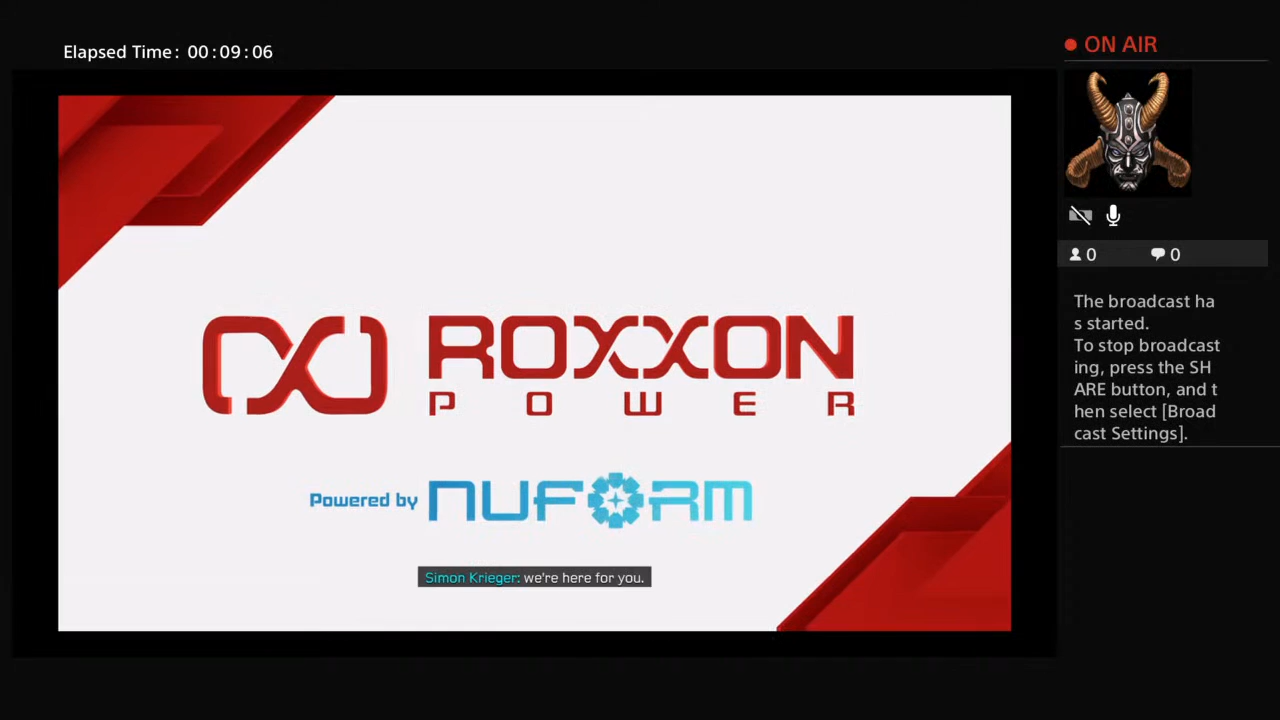 Elapsed Time: 00:09:06
ON AIR
0 0
The broadcast ha
s started.
To stop broadcast
ing, press the SH
ARE button, and t
hen select [Broad
cast Settings].
ROXXON
POWER
Powered by NUFORM
Simon Krieger: we're here for you.